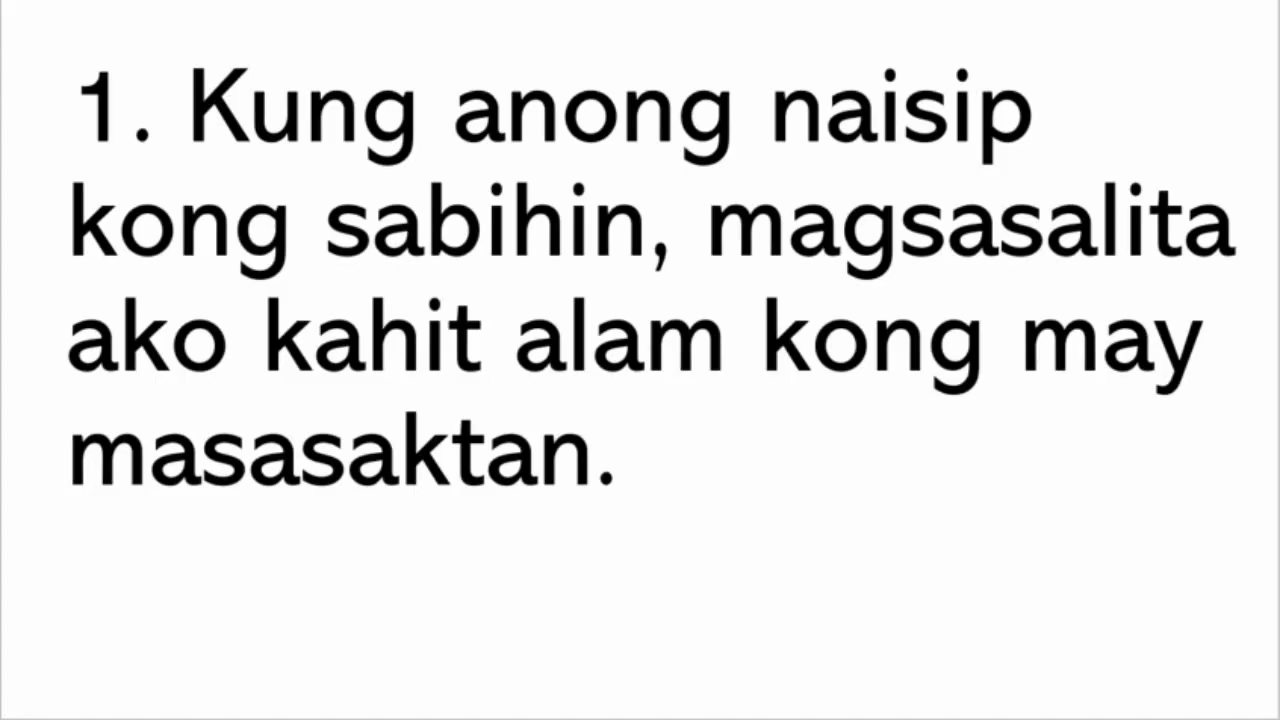 1. Kung anong naisip
kong sabihin, magsasalita
ako kahit alam kong may
masasaktan.